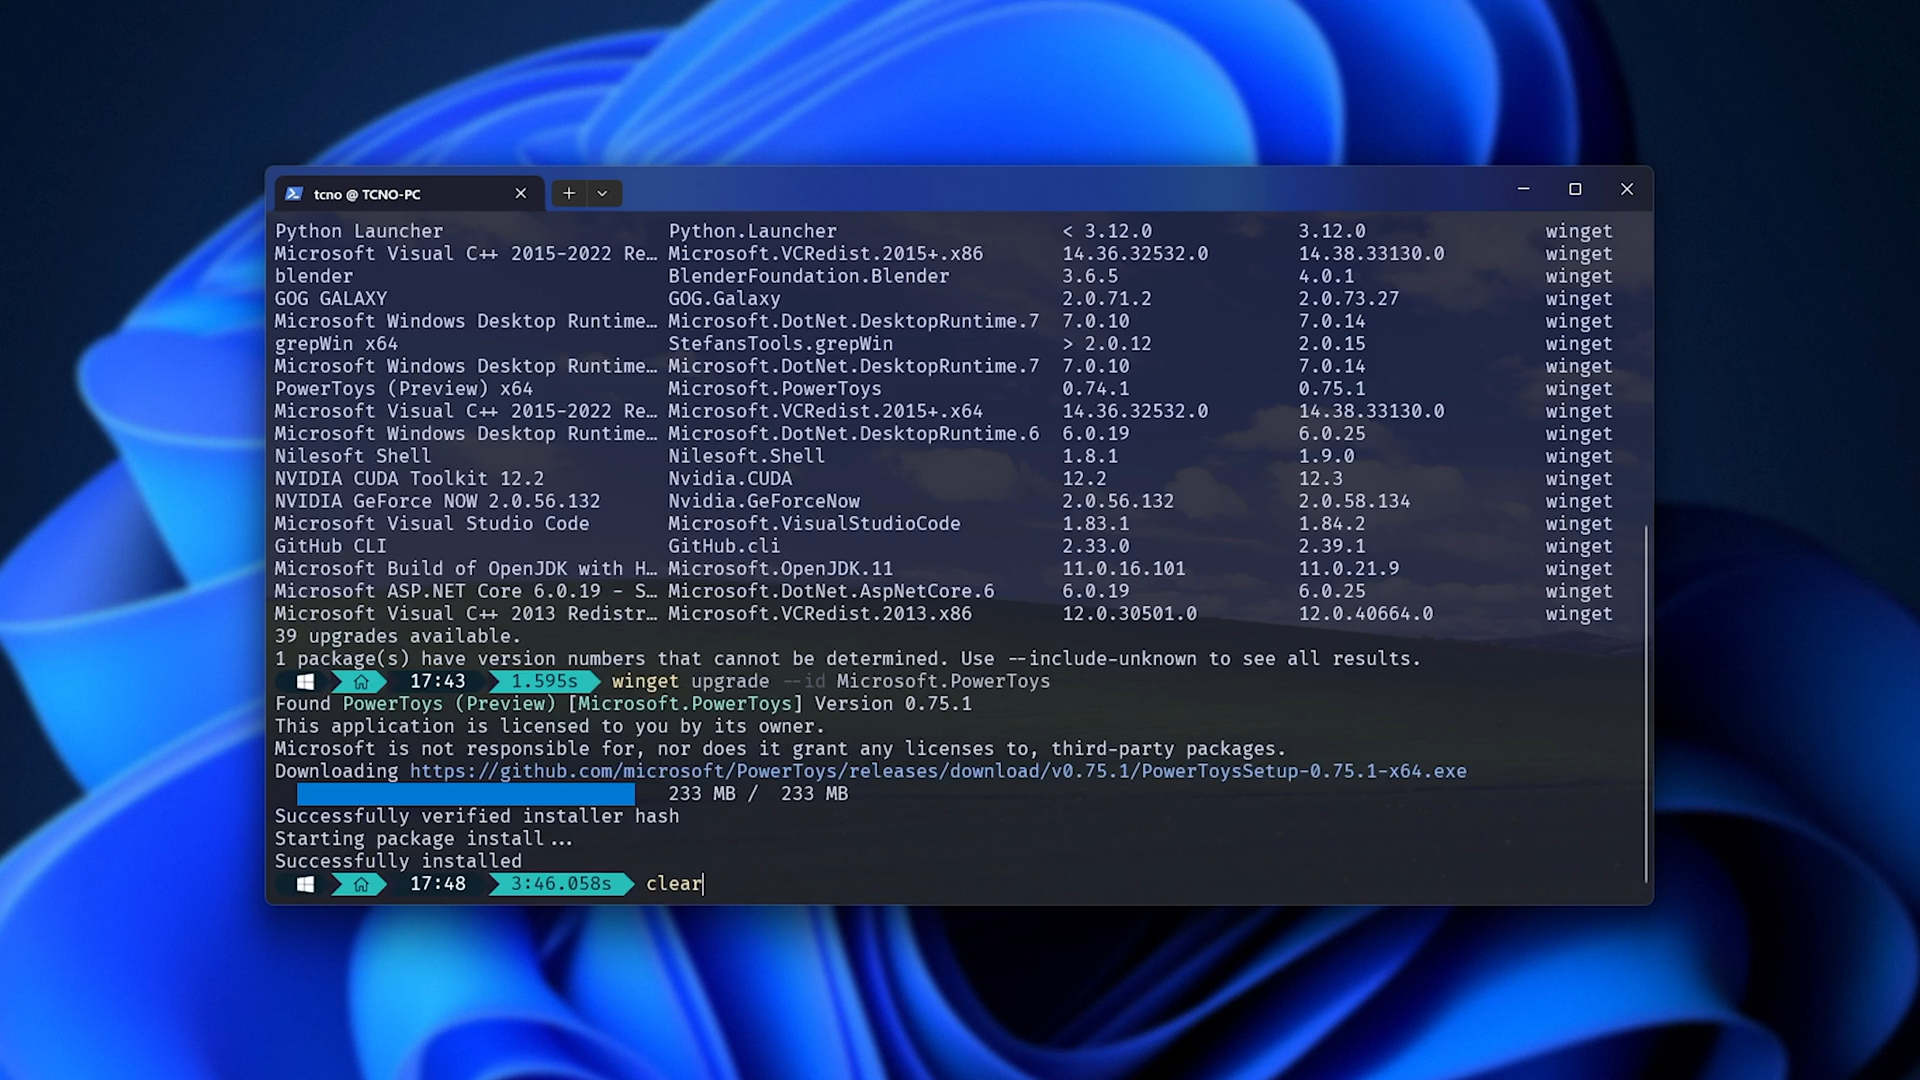 tcno @ TCNO-PC
Python Launcher Python.Launcher < 3.12.0 3.12.0 winget
Microsoft Visual C++ 2015-2022 Re… Microsoft.VCRedist.2015+.x86 14.36.32532.0 14.38.33130.0 winget
blender BlenderFoundation.Blender 3.6.5 4.0.1 winget
GOG GALAXY GOG.Galaxy 2.0.71.2 2.0.73.27 winget
Microsoft Windows Desktop Runtime… Microsoft.DotNet.DesktopRuntime.7 7.0.10 7.0.14 winget
grepWin x64 StefansTools.grepWin > 2.0.12 2.0.15 winget
Microsoft Windows Desktop Runtime… Microsoft.DotNet.DesktopRuntime.7 7.0.10 7.0.14 winget
PowerToys (Preview) x64 Microsoft.PowerToys 0.74.1 0.75.1 winget
Microsoft Visual C++ 2015-2022 Re… Microsoft.VCRedist.2015+.x64 14.36.32532.0 14.38.33130.0 winget
Microsoft Windows Desktop Runtime… Microsoft.DotNet.DesktopRuntime.6 6.0.19 6.0.25 winget
Nilesoft Shell Nilesoft.Shell 1.8.1 1.9.0 winget
NVIDIA CUDA Toolkit 12.2 Nvidia.CUDA 12.2 12.3 winget
NVIDIA GeForce NOW 2.0.56.132 Nvidia.GeForceNow 2.0.56.132 2.0.58.134 winget
Microsoft Visual Studio Code Microsoft.VisualStudioCode 1.83.1 1.84.2 winget
GitHub CLI GitHub.cli 2.33.0 2.39.1 winget
Microsoft Build of OpenJDK with H… Microsoft.OpenJDK.11 11.0.16.101 11.0.21.9 winget
Microsoft ASP.NET Core 6.0.19 - S… Microsoft.DotNet.AspNetCore.6 6.0.19 6.0.25 winget
Microsoft Visual C++ 2013 Redistr… Microsoft.VCRedist.2013.x86 12.0.30501.0 12.0.40664.0 winget
39 upgrades available.
1 package(s) have version numbers that cannot be determined. Use --include-unknown to see all results.
17:43 1.595s winget upgrade --id Microsoft.PowerToys
Found PowerToys (Preview) [Microsoft.PowerToys] Version 0.75.1
This application is licensed to you by its owner.
Microsoft is not responsible for, nor does it grant any licenses to, third-party packages.
Downloading https://github.com/microsoft/PowerToys/releases/download/v0.75.1/PowerToysSetup-0.75.1-x64.exe
233 MB / 233 MB
Successfully verified installer hash
Starting package install...
Successfully installed
17:48 3:46.058s clear